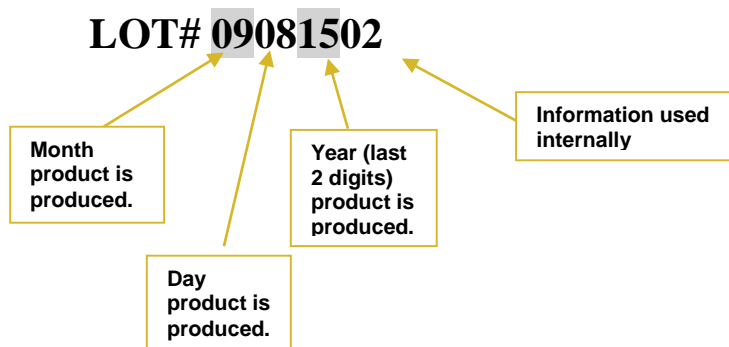 LOT# 09081502
Information used
internally
Month
product is
produced.
Year (last
2 digits)
product is
produced.
Day
product is
produced.